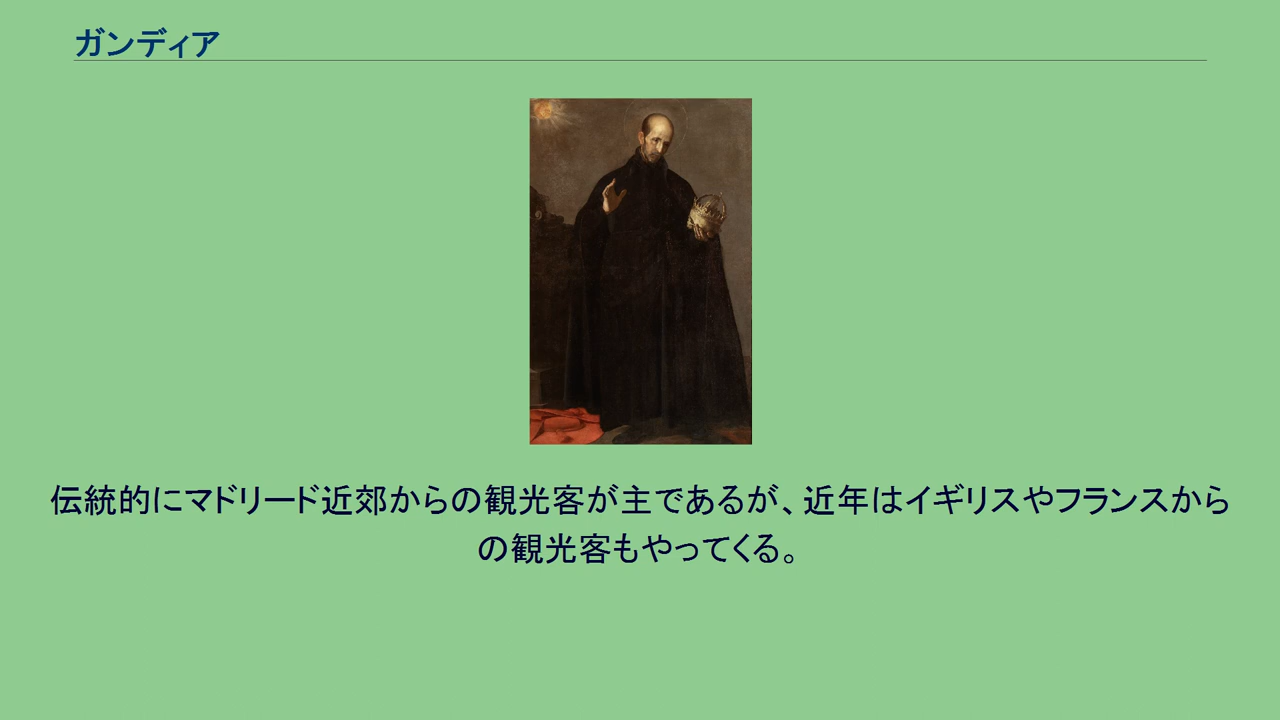 ガンディア
伝統的にマドリード近郊からの観光客が主であるが、近年はイギリスやフランスから
の観光客もやってくる。